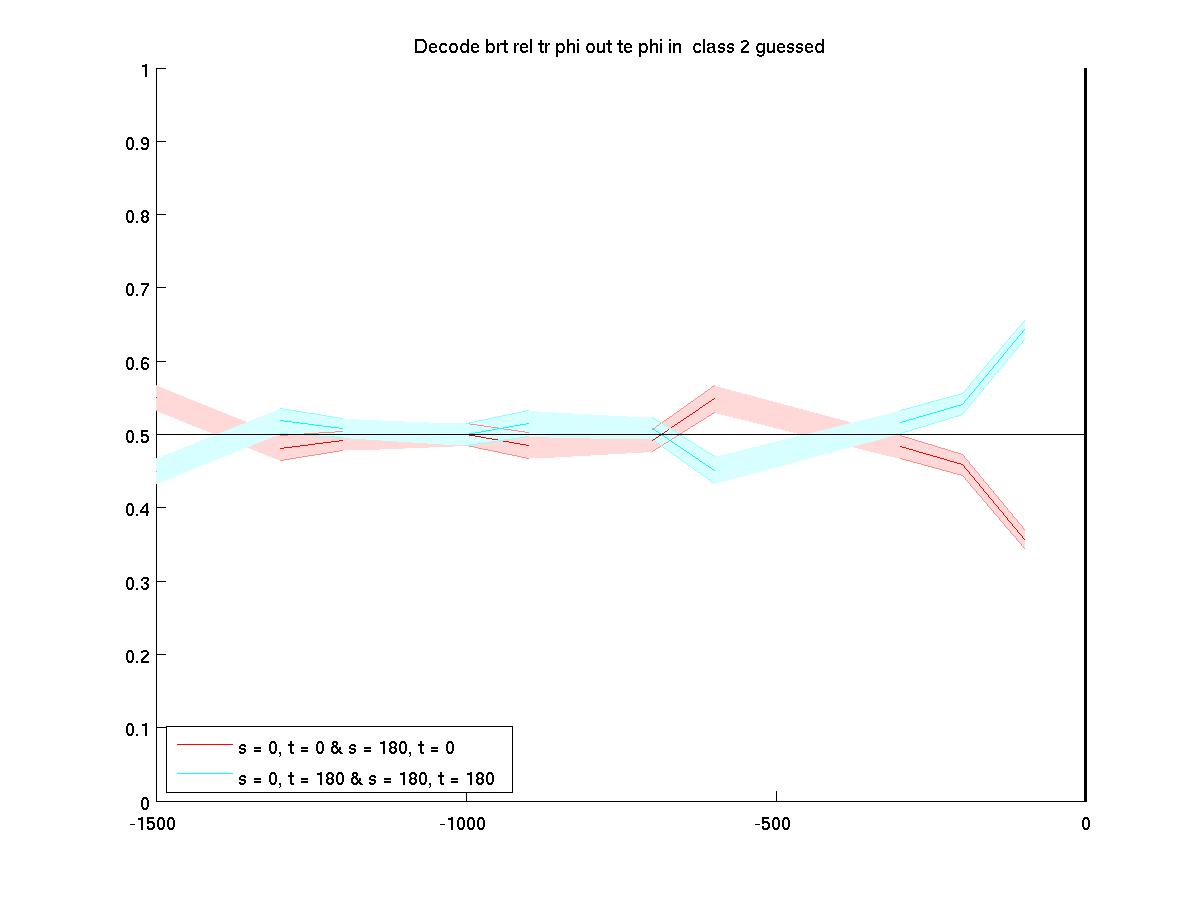 Decode brt rel tr phi out te phi in  class 2 guessed
1
0.9
0.8
0.7
0.6
0.5
0.4
0.3
0.2
0.1
0
s = 0, t = 0 & s = 180, t = 0
s = 0, t = 180 & s = 180, t = 180
-1500 -1000 -500 0